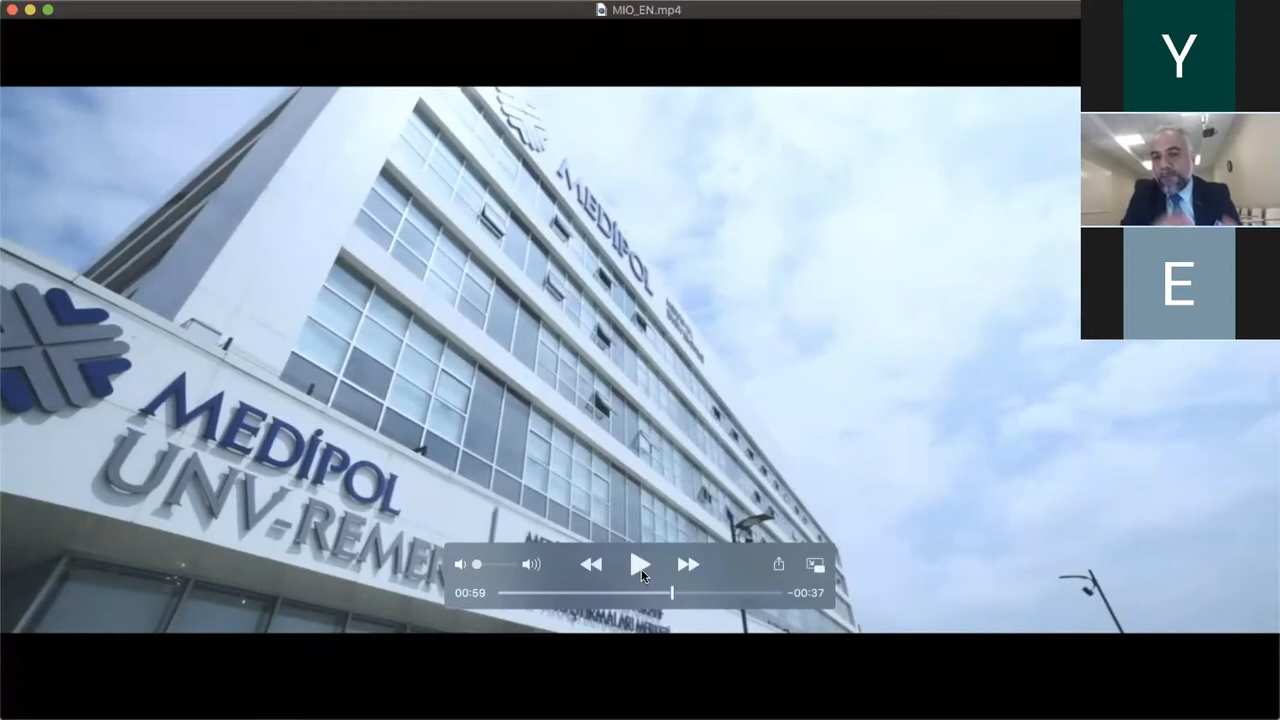 MIO_EN.mp4
Y
MEDİPOL
MEDİPOL
UNV-REMER
E
00:59
-00:37